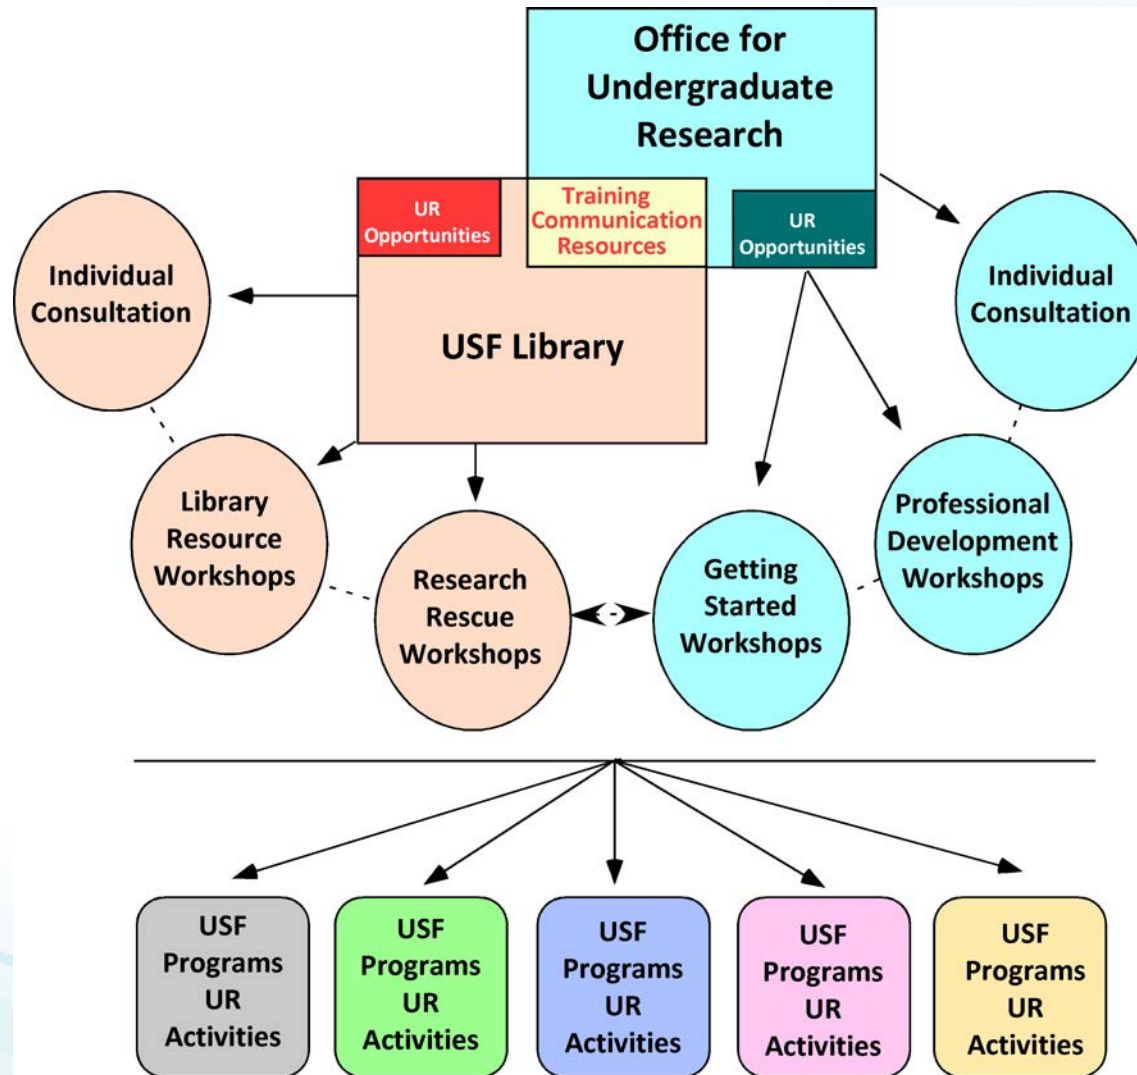 Office for
Undergraduate
Research
UR
Opportunities
Training
Communication
Resources
UR
Opportunities
Individual
Consultation
USF Library
Individual
Consultation
Library
Resource
Workshops
Research
Rescue
Workshops
Getting
Started
Workshops
Professional
Development
Workshops
USF
Programs
UR
Activities
USF
Programs
UR
Activities
USF
Programs
UR
Activities
USF
Programs
UR
Activities
USF
Programs
UR
Activities